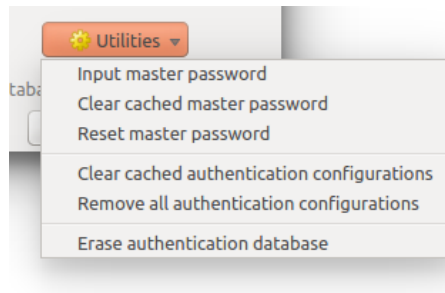 Utilities
Input master password
Clear cached master password
Reset master password
Clear cached authentication configurations
Remove all authentication configurations
Erase authentication database